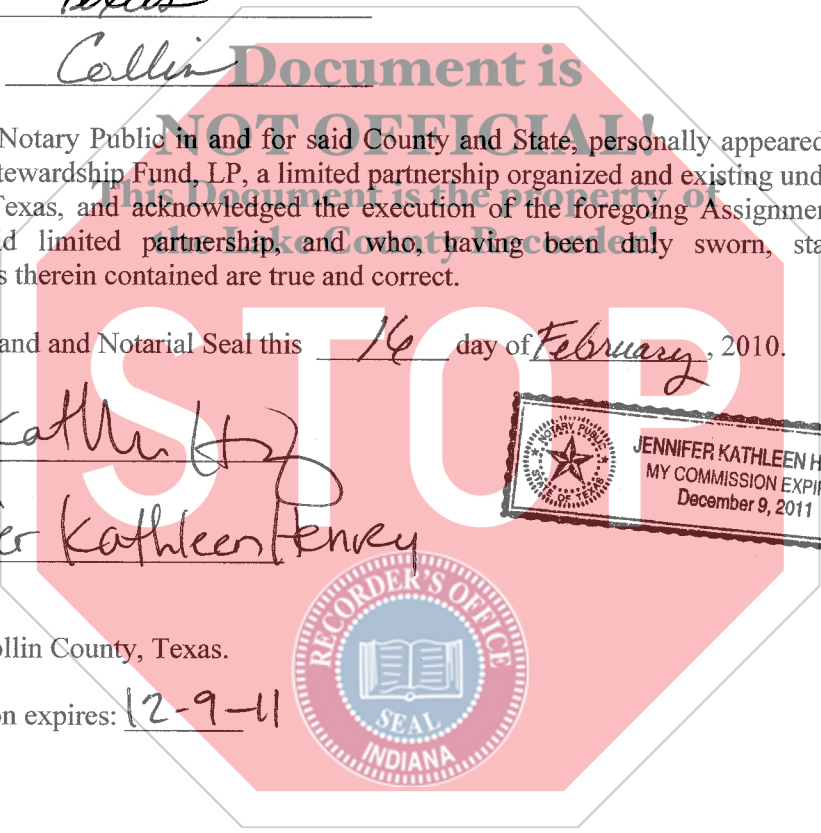 Texas
Collin
Document is
NOT OFFICIAL!
This Document is the property of
the Lake County Recorder!
Notary Public in and for said County and State, personally appeared
tewardship Fund, LP, a limited partnership organized and existing und
Texas, and acknowledged the execution of the foregoing Assignmen
id limited partnership, and who, having been duly sworn, sta
s therein contained are true and correct.
and and Notarial Seal this 16 day of February, 2010.
STOP
NOTARY PUBLIC
STATE OF TEXAS
JENNIFER KATHLEEN H
MY COMMISSION EXPIR
December 9, 2011
er Kathleen Henry
RECORDER'S OFFICE
SEAL
INDIANA
ollin County, Texas.
on expires: 12-9-11